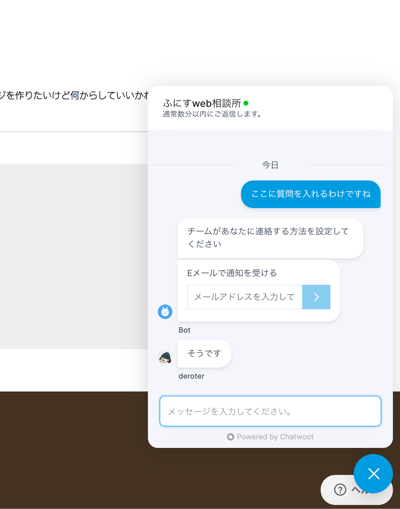 ジを作りたいけど何からしていいか
ふにすweb相談所
通常数分以内にご返信します。
今日
ここに質問を入れるわけですね
チームがあなたに連絡する方法を設定して
ください
Eメールで通知を受ける
メールアドレスを入力して
Bot
そうです
deroter
メッセージを入力してください。
Powered by Chatwoot